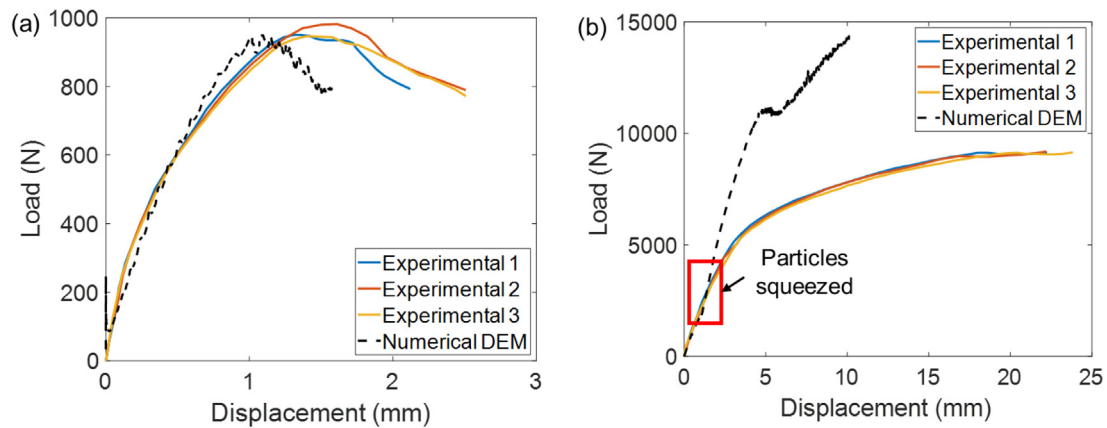 (a)
1000
800
600
400
200
0
Load (N)
0 1 2 3
Displacement (mm)
Experimental 1
Experimental 2
Experimental 3
Numerical DEM
(b)
15000
10000
5000
0
Load (N)
0 5 10 15 20 25
Displacement (mm)
Experimental 1
Experimental 2
Experimental 3
Numerical DEM
Particles
squeezed